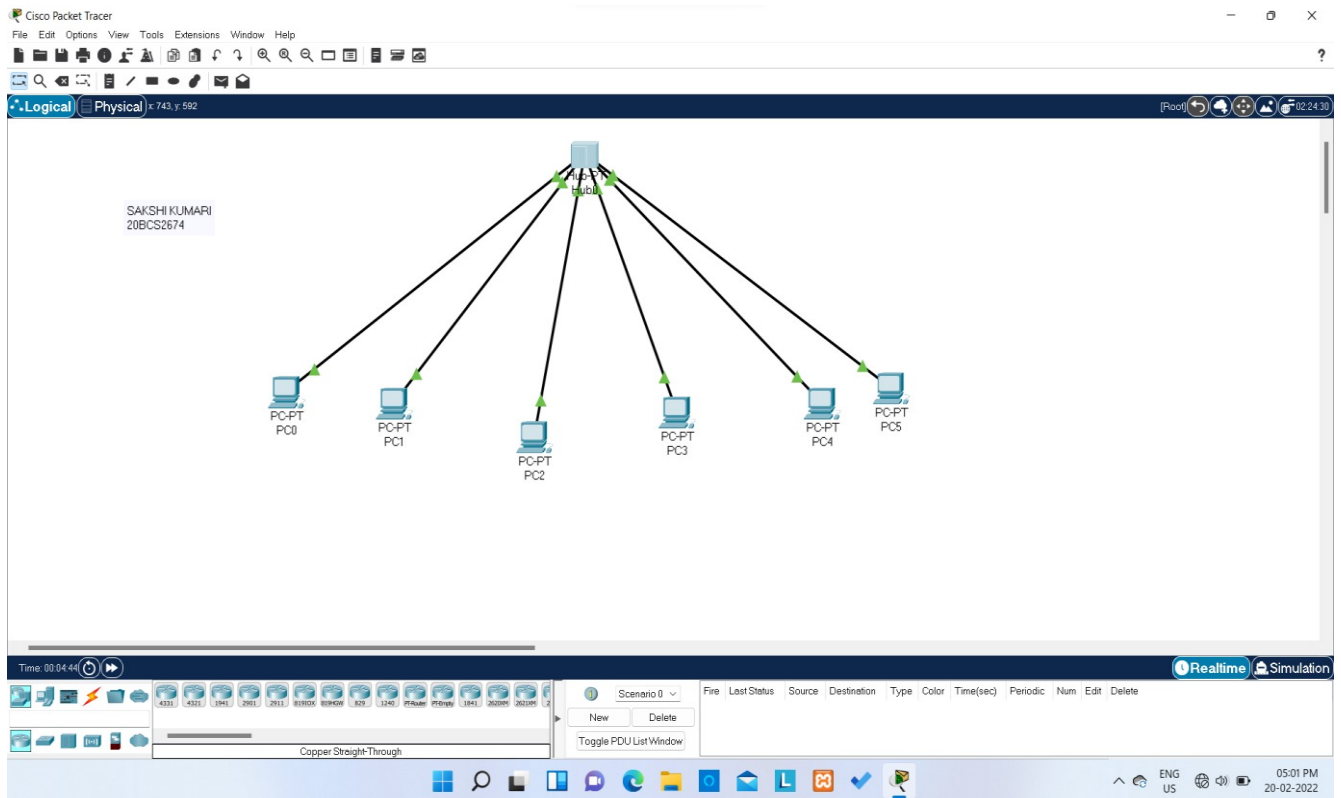 Cisco Packet Tracer
File Edit Options View Tools Extensions Window Help
?
Logical Physical x: 743, y: 592
[Root] 02:24:30
Hub-PT
Hub0
SAKSHI KUMARI
20BCS2674
PC-PT
PC0
PC-PT
PC1
PC-PT
PC2
PC-PT
PC3
PC-PT
PC4
PC-PT
PC5
Time: 00:04:44
Realtime Simulation
4331 4321 1941 2901 2911 819IOX 819HGW 829 1240 PT-Router PT-Empty 1841 2620XM 2621XM 2
Copper Straight-Through
Scenario 0
New Delete
Toggle PDU List Window
Fire Last Status Source Destination Type Color Time(sec) Periodic Num Edit Delete
L
ENG
US
05:01 PM
20-02-2022